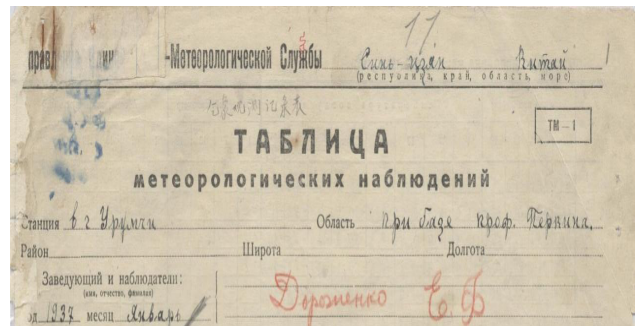 11
-Метеорологической Службы Синь-цзян Китай
(республика, край, область, море)
气象观测记录表
ТМ — 1
ТАБЛИЦА
метеорологических наблюдений
Станция в г Урумчи Область при базе проф.
Район Широта Долгота
Заведующий и наблюдатели:
(имя, отчество, фамилия)
Дороженко Е. Ф
1937 месяц Январь